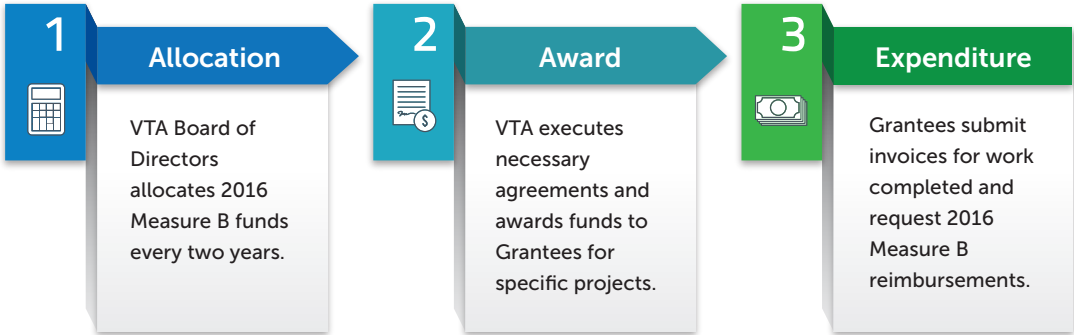 1
Allocation
VTA Board of
Directors
allocates 2016
Measure B funds
every two years.
2
Award
$
VTA executes
necessary
agreements and
awards funds to
Grantees for
specific projects.
3
Expenditure
Grantees submit
invoices for work
completed and
request 2016
Measure B
reimbursements.